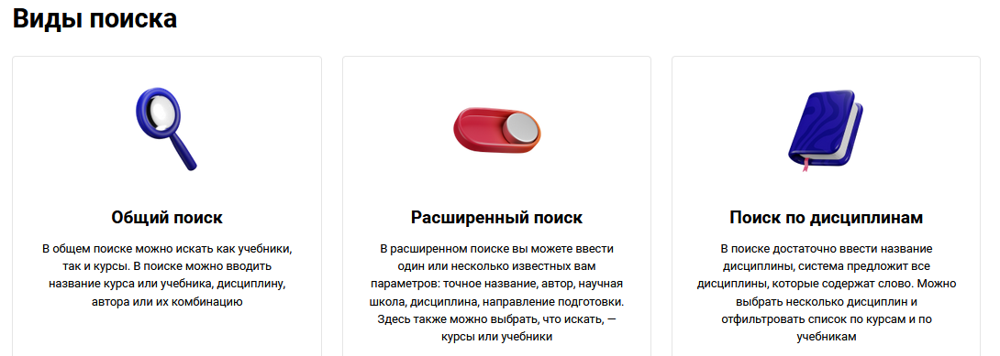 Виды поиска
Общий поиск
В общем поиске можно искать как учебники,
так и курсы. В поиске можно вводить
название курса или учебника, дисциплину,
автора или их комбинацию
Расширенный поиск
В расширенном поиске вы можете ввести
один или несколько известных вам
параметров: точное название, автор, научная
школа, дисциплина, направление подготовки.
Здесь также можно выбрать, что искать, —
курсы или учебники
Поиск по дисциплинам
В поиске достаточно ввести название
дисциплины, система предложит все
дисциплины, которые содержат слово. Можно
выбрать несколько дисциплин и
отфильтровать список по курсам и по
учебникам